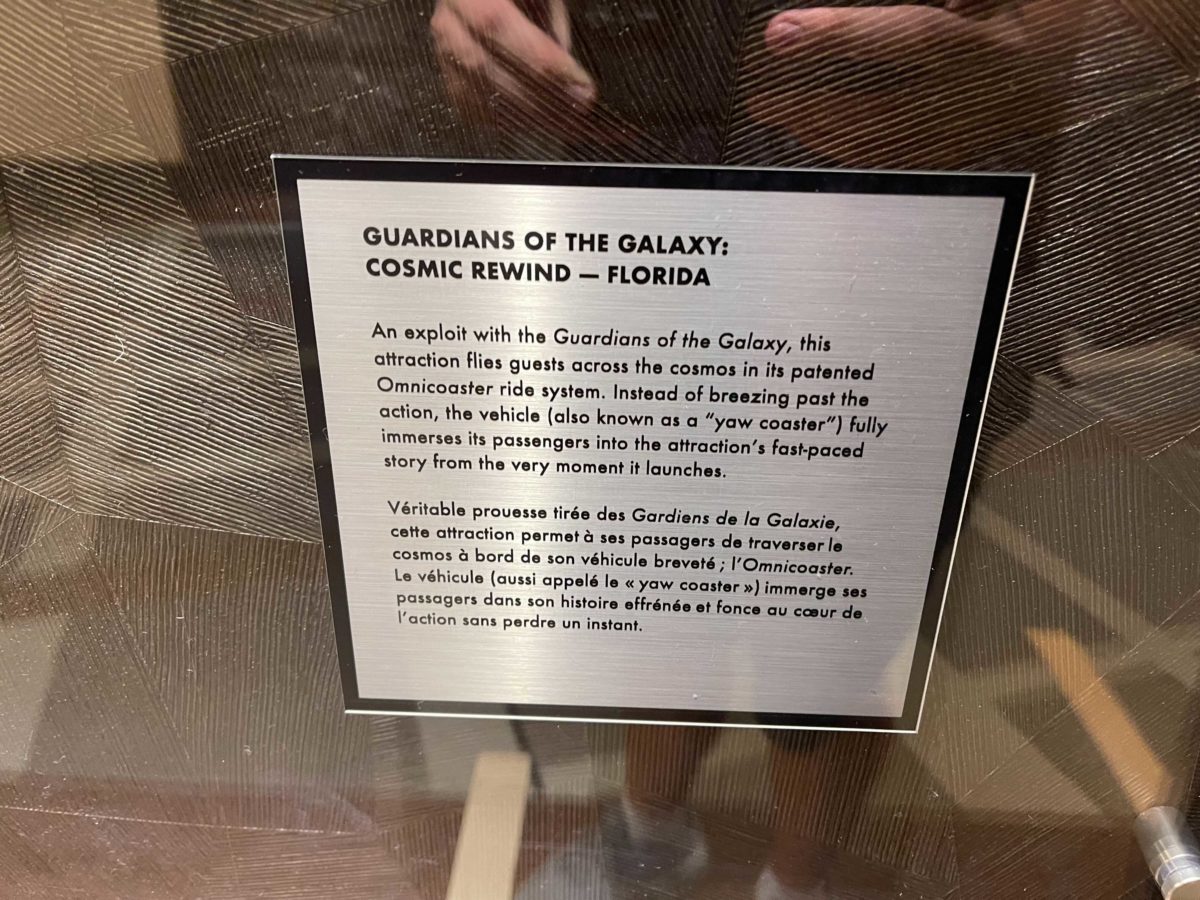 GUARDIANS OF THE GALAXY:
COSMIC REWIND — FLORIDA
An exploit with the Guardians of the Galaxy, this
attraction flies guests across the cosmos in its patented
Omnicoaster ride system. Instead of breezing past the
action, the vehicle (also known as a “yaw coaster”) fully
immerses its passengers into the attraction’s fast-paced
story from the very moment it launches.
Véritable prouesse tirée des Gardiens de la Galaxie,
cette attraction permet à ses passagers de traverser le
cosmos à bord de son véhicule breveté ; l’Omnicoaster.
Le véhicule (aussi appelé le « yaw coaster ») immerge ses
passagers dans son histoire effrénée et fonce au cœur de
l’action sans perdre un instant.